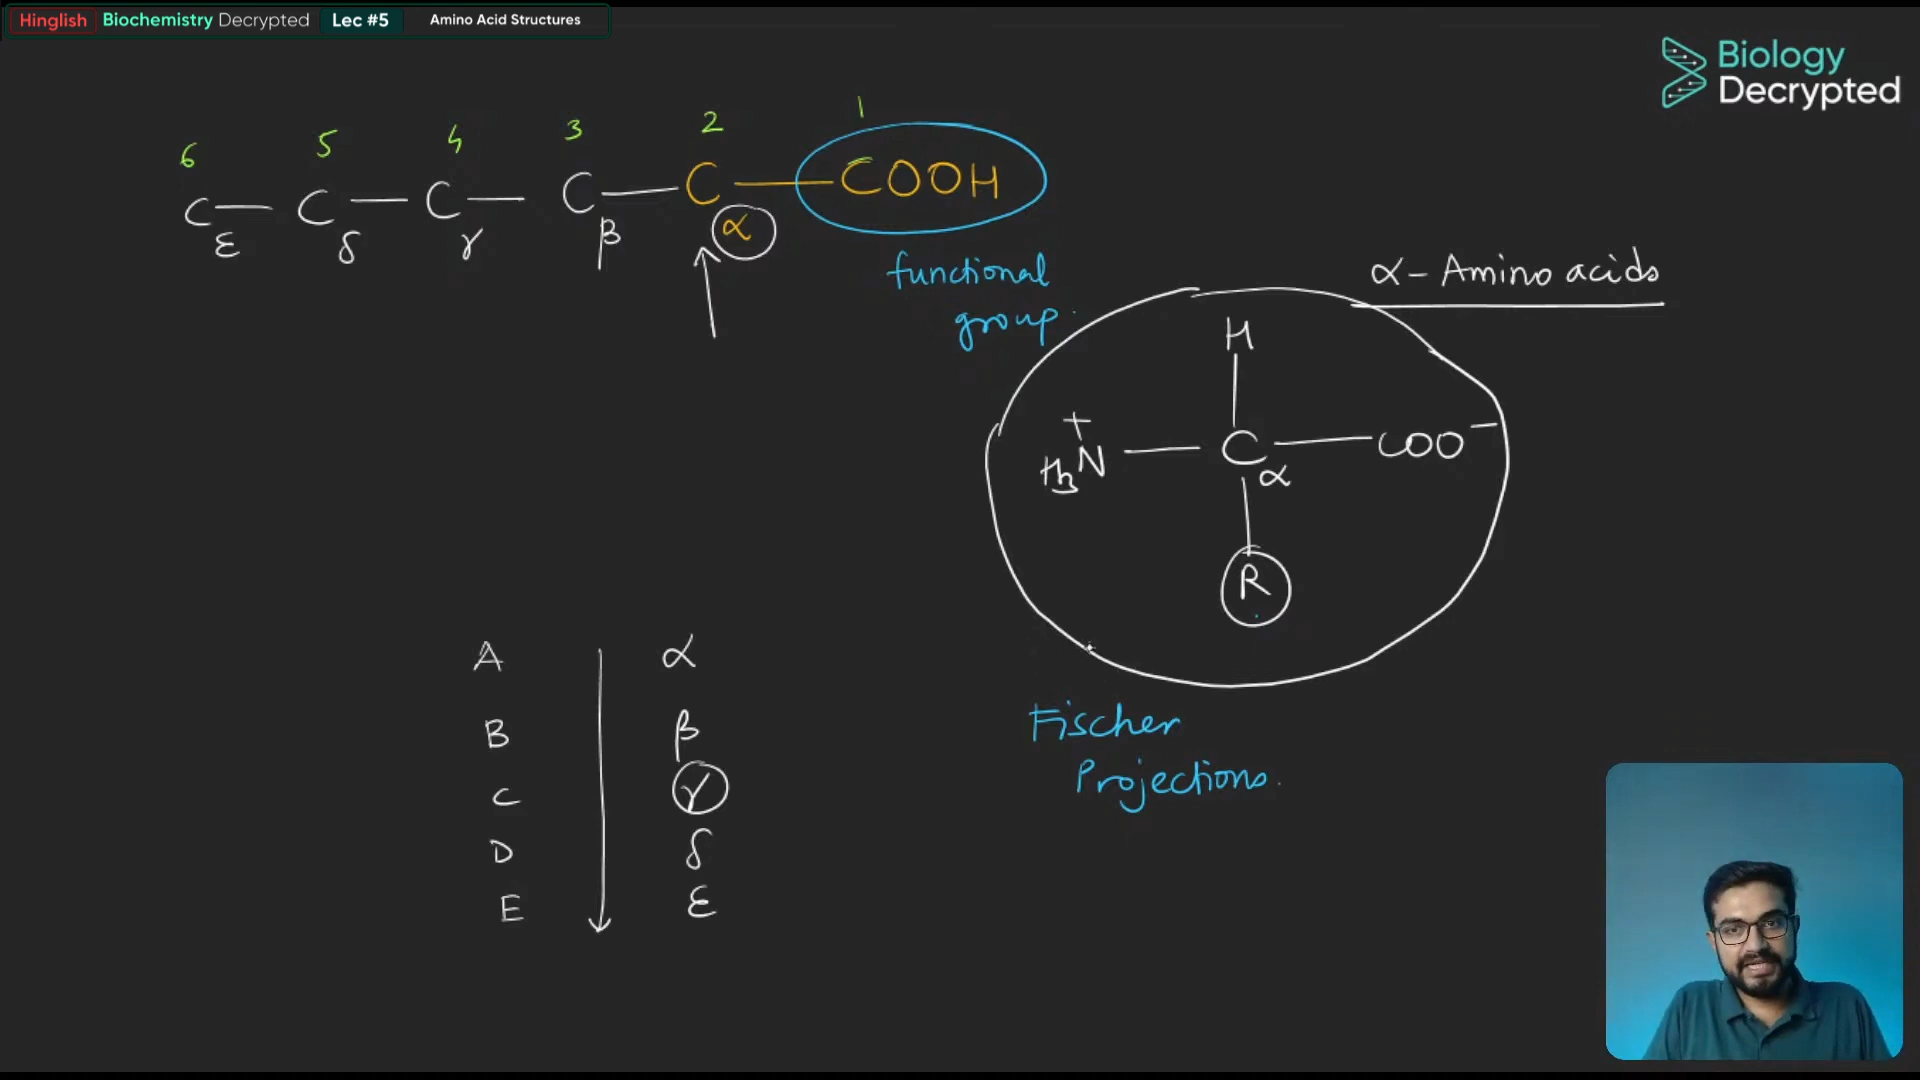 Hinglish Biochemistry Decrypted Lec #5 Amino Acid Structures
Biology
Decrypted
6 5 4 3 2 1
C — C — C — C — C — COOH
ε δ γ β α
functional
group.
α - Amino acids
H
H₃N⁺ — C — COO⁻
α
R
Fischer
Projections.
A α
B β
C γ
D δ
E ε